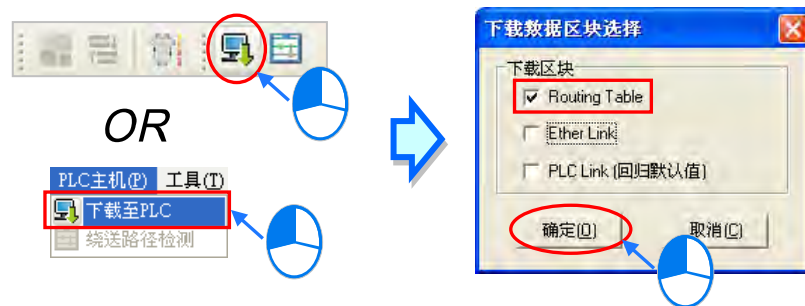 OR
PLC主机(P) 工具(T)
下载至PLC
绕送路径检测
下载数据区块选择
下载区块
Routing Table
Ether Link
PLC Link (回归默认值)
确定(O) 取消(C)